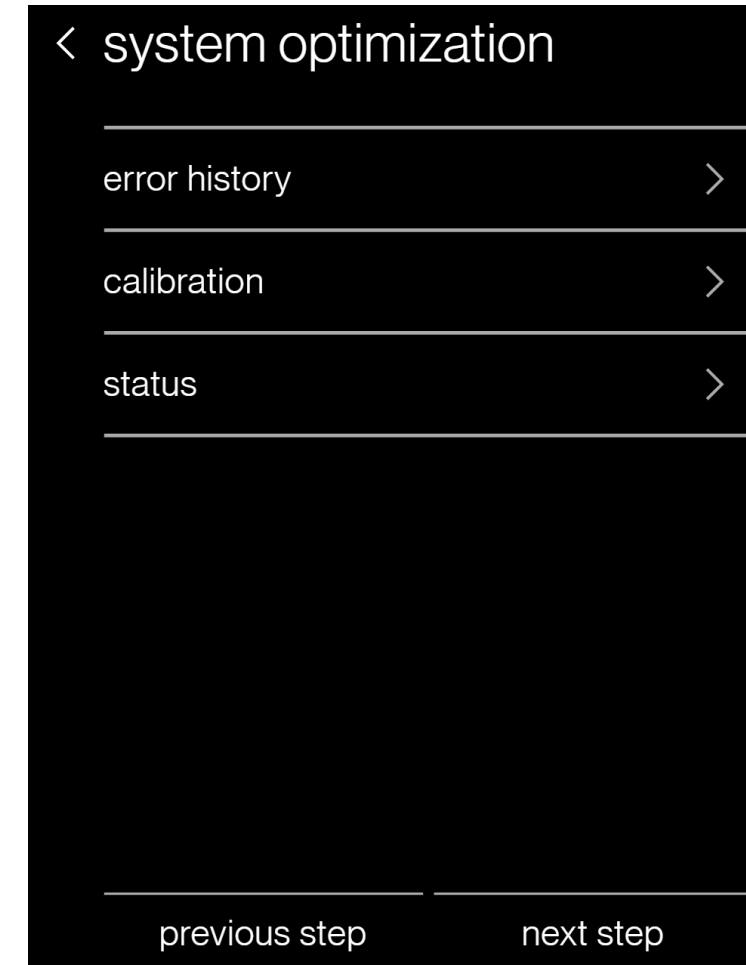 system optimization
error history
calibration
status
previous step next step